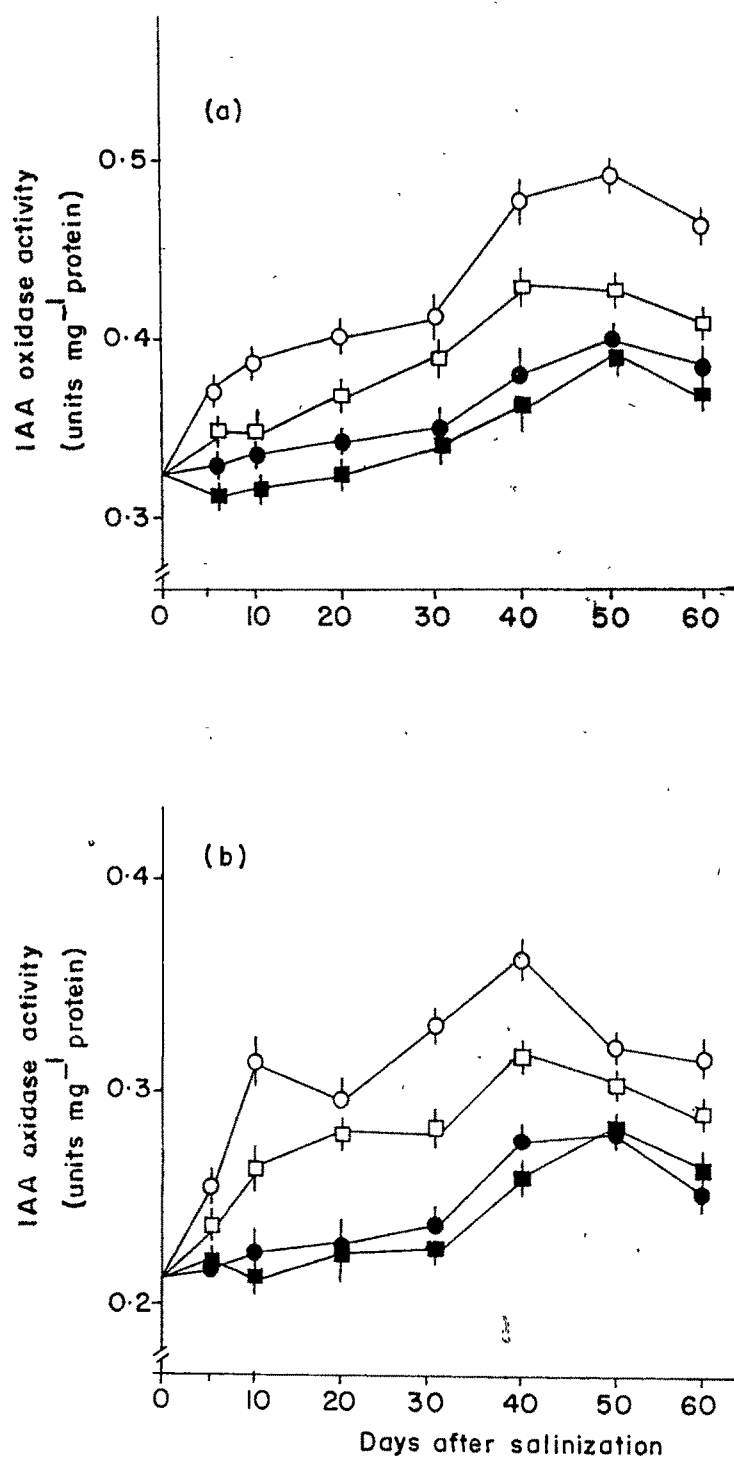 (a)
IAA oxidase activity
(units mg⁻¹ protein)
0·5
0·4
0·3
0 10 20 30 40 50 60
(b)
IAA oxidase activity
(units mg⁻¹ protein)
0·4
0·3
0·2
0 10 20 30 40 50 60
Days after salinization